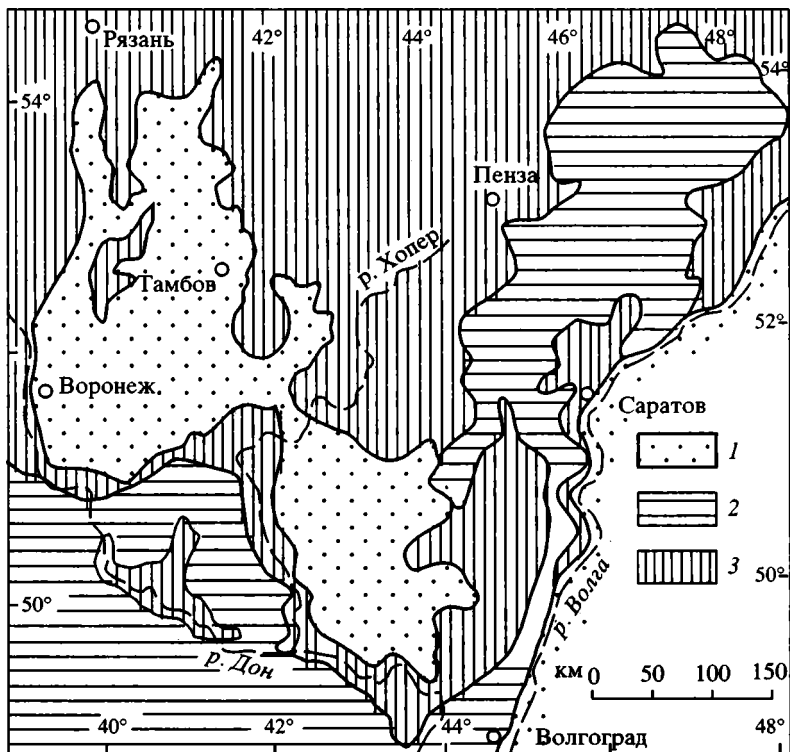 Рязань
42°
44°
46°
48°
54°
54°
Пенза
р. Хопер
Тамбов
52°
Воронеж
Саратов
1
2
3
50°
50°
р. Волга
р. Дон
км 0 50 100 150
40°
42°
44°
Волгоград
48°